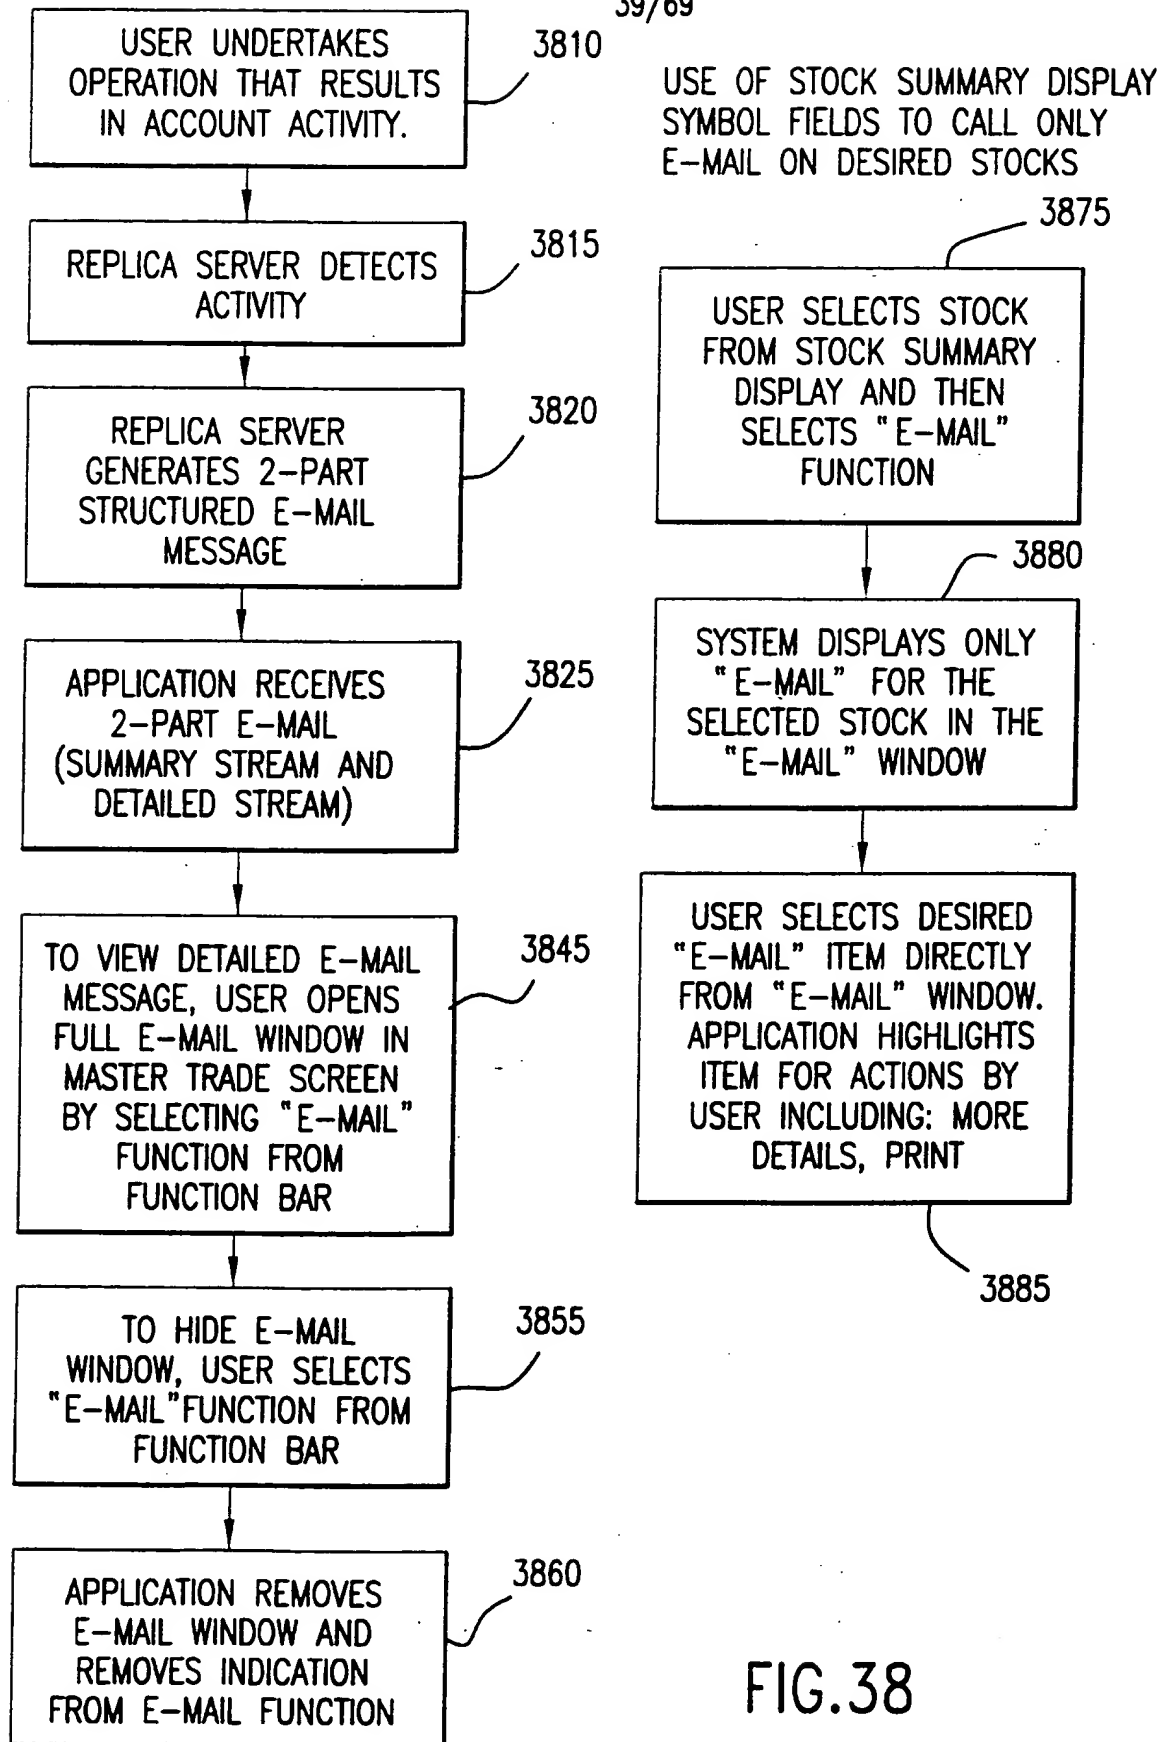 39/69
USER UNDERTAKES
OPERATION THAT RESULTS
IN ACCOUNT ACTIVITY.
3810
REPLICA SERVER DETECTS
ACTIVITY
3815
REPLICA SERVER
GENERATES 2-PART
STRUCTURED E-MAIL
MESSAGE
3820
APPLICATION RECEIVES
2-PART E-MAIL
(SUMMARY STREAM AND
DETAILED STREAM)
3825
TO VIEW DETAILED E-MAIL
MESSAGE, USER OPENS
FULL E-MAIL WINDOW IN
MASTER TRADE SCREEN
BY SELECTING "E-MAIL"
FUNCTION FROM
FUNCTION BAR
3845
TO HIDE E-MAIL
WINDOW, USER SELECTS
"E-MAIL"FUNCTION FROM
FUNCTION BAR
3855
APPLICATION REMOVES
E-MAIL WINDOW AND
REMOVES INDICATION
FROM E-MAIL FUNCTION
3860
USE OF STOCK SUMMARY DISPLAY
SYMBOL FIELDS TO CALL ONLY
E-MAIL ON DESIRED STOCKS
3875
USER SELECTS STOCK
FROM STOCK SUMMARY
DISPLAY AND THEN
SELECTS "E-MAIL"
FUNCTION
3880
SYSTEM DISPLAYS ONLY
"E-MAIL" FOR THE
SELECTED STOCK IN THE
"E-MAIL" WINDOW
USER SELECTS DESIRED
"E-MAIL" ITEM DIRECTLY
FROM "E-MAIL" WINDOW.
APPLICATION HIGHLIGHTS
ITEM FOR ACTIONS BY
USER INCLUDING: MORE
DETAILS, PRINT
3885
FIG.38